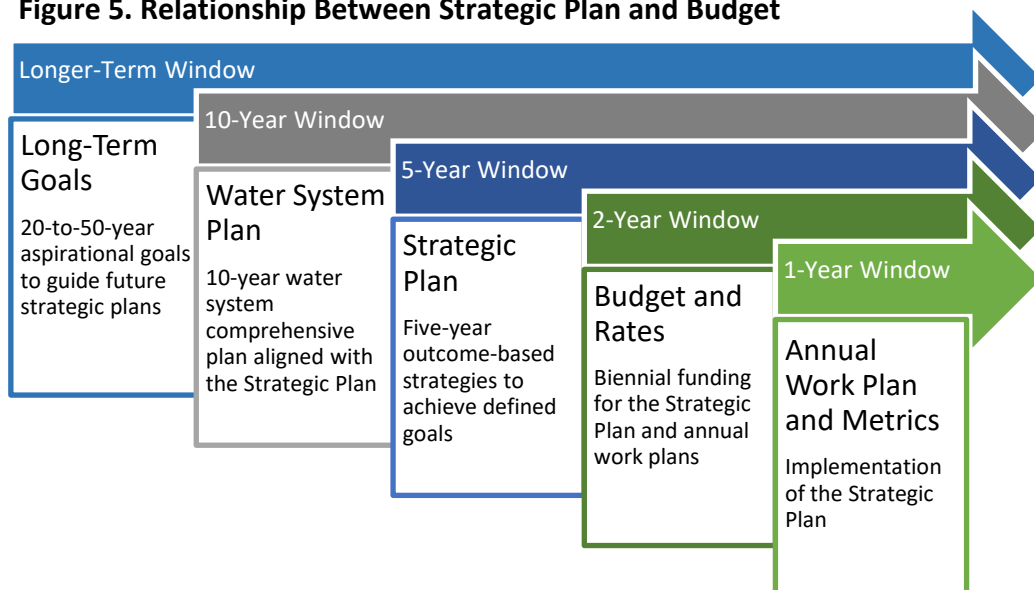 Figure 5. Relationship Between Strategic Plan and Budget
Longer-Term Window
10-Year Window
5-Year Window
2-Year Window
1-Year Window
Long-Term
Goals
20-to-50-year
aspirational goals
to guide future
strategic plans
Water System
Plan
10-year water
system
comprehensive
plan aligned with
the Strategic Plan
Strategic
Plan
Five-year
outcome-based
strategies to
achieve defined
goals
Budget and
Rates
Biennial funding
for the Strategic
Plan and annual
work plans
Annual
Work Plan
and Metrics
Implementation
of the Strategic
Plan